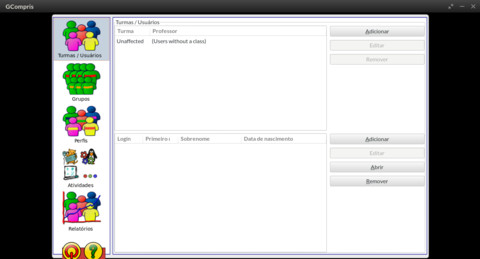 GCompris
Turmas / Usuários
Grupos
Perfis
Atividades
Relatórios
Turmas / Usuários
Turma Professor
Unaffected (Users without a class)
Adicionar
Editar
Remover
Login Primeiro Sobrenome Data de nascimento
Adicionar
Editar
Abrir
Remover